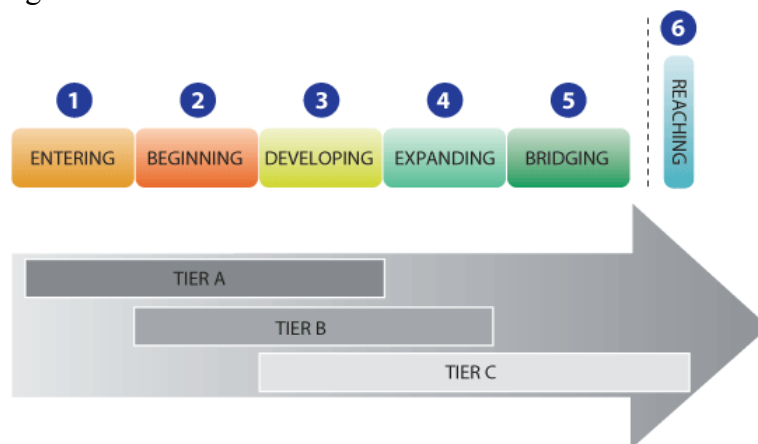 6
1 2 3 4 5
REACHING
ENTERING BEGINNING DEVELOPING EXPANDING BRIDGING
TIER A
TIER B
TIER C